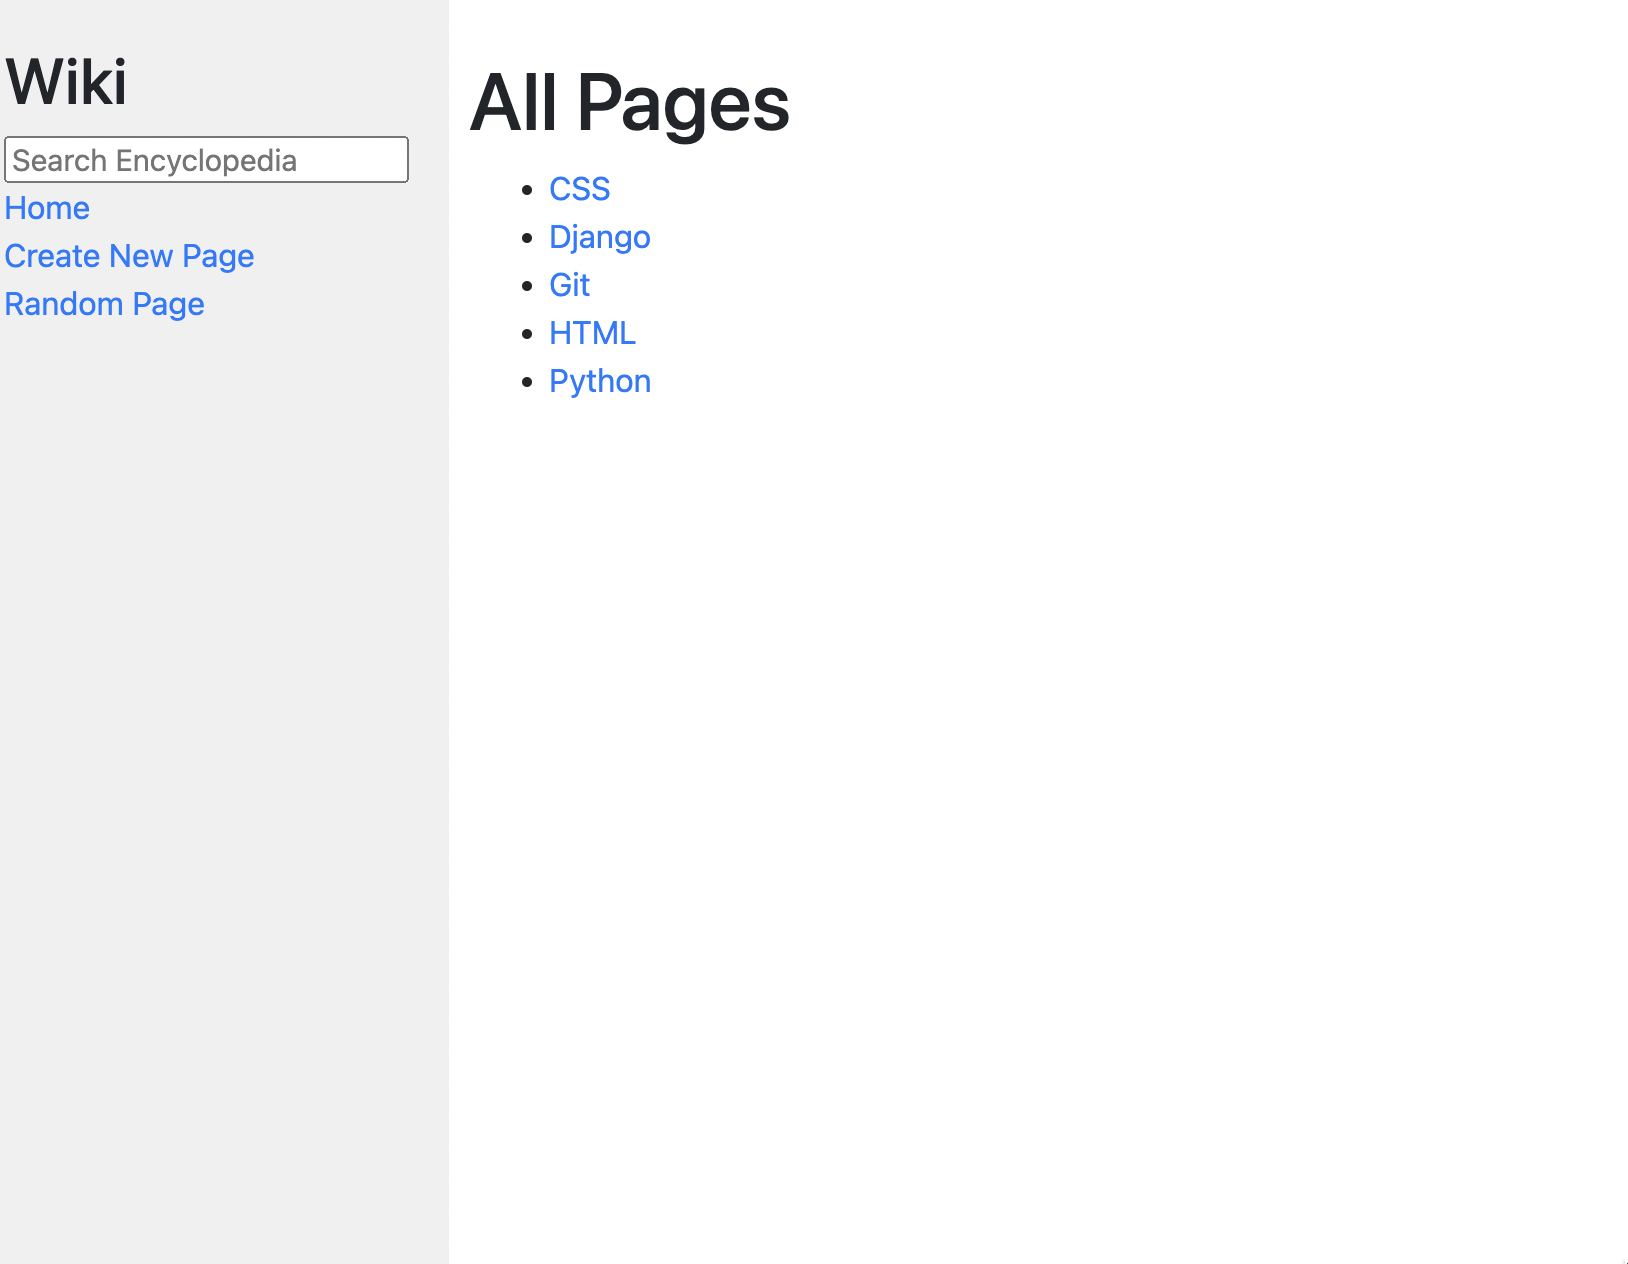 Wiki
Search Encyclopedia
Home
Create New Page
Random Page
All Pages
CSS
Django
Git
HTML
Python